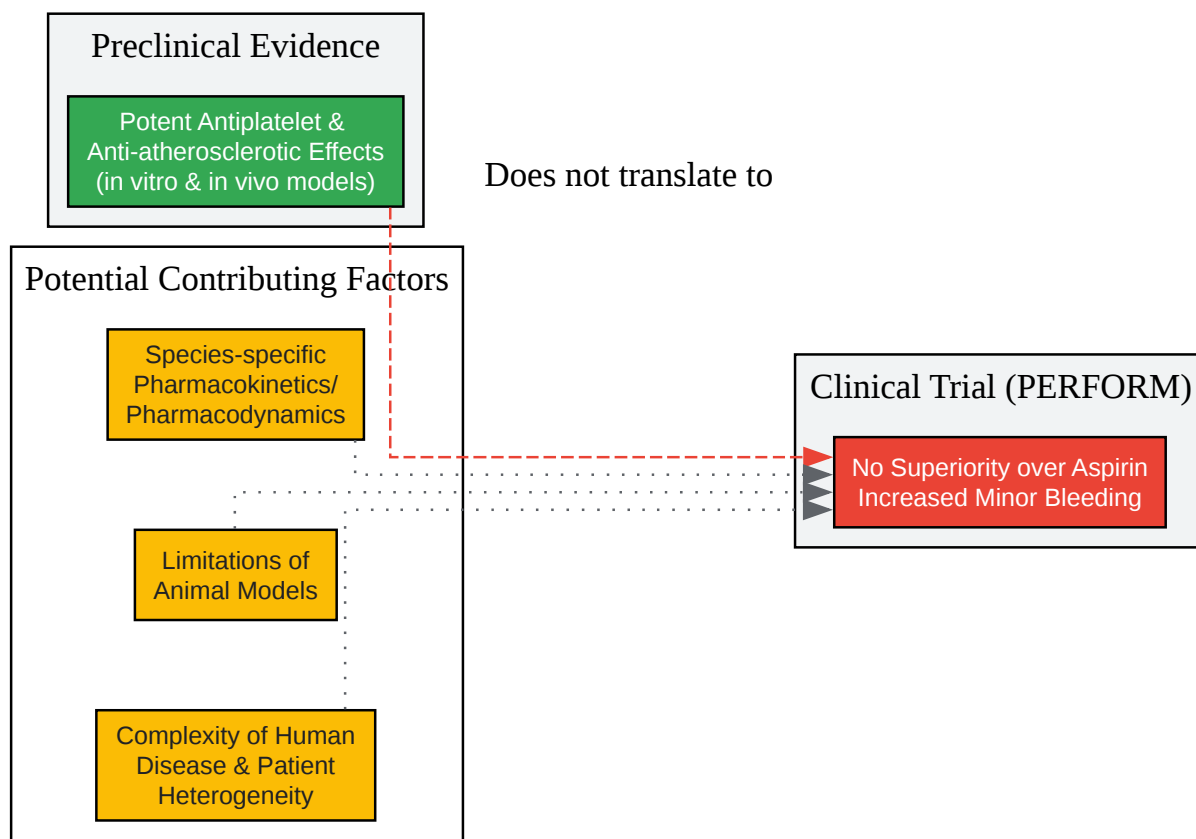 Preclinical Evidence
Potent Antiplatelet &
Anti-atherosclerotic Effects
(in vitro & in vivo models)
Does not translate to
Potential Contributing Factors
Species-specific
Pharmacokinetics/
Pharmacodynamics
Limitations of
Animal Models
Complexity of Human
Disease & Patient
Heterogeneity
Clinical Trial (PERFORM)
No Superiority over Aspirin
Increased Minor Bleeding